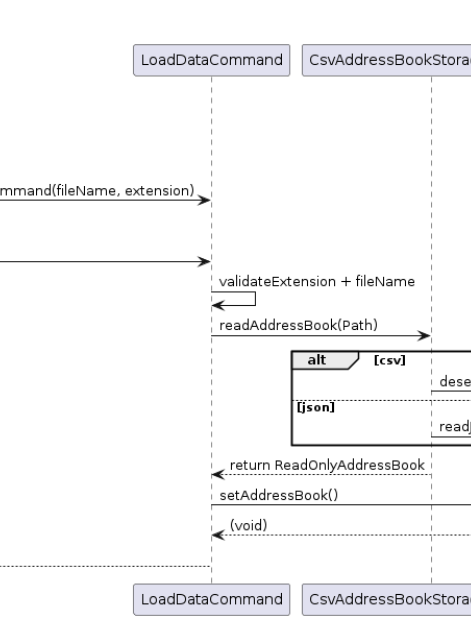 LoadDataCommand
CsvAddressBookStora
mmand(fileName, extension)
validateExtension + fileName
readAddressBook(Path)
alt [csv]
dese
[json]
read
return ReadOnlyAddressBook
setAddressBook()
(void)
LoadDataCommand
CsvAddressBookStora